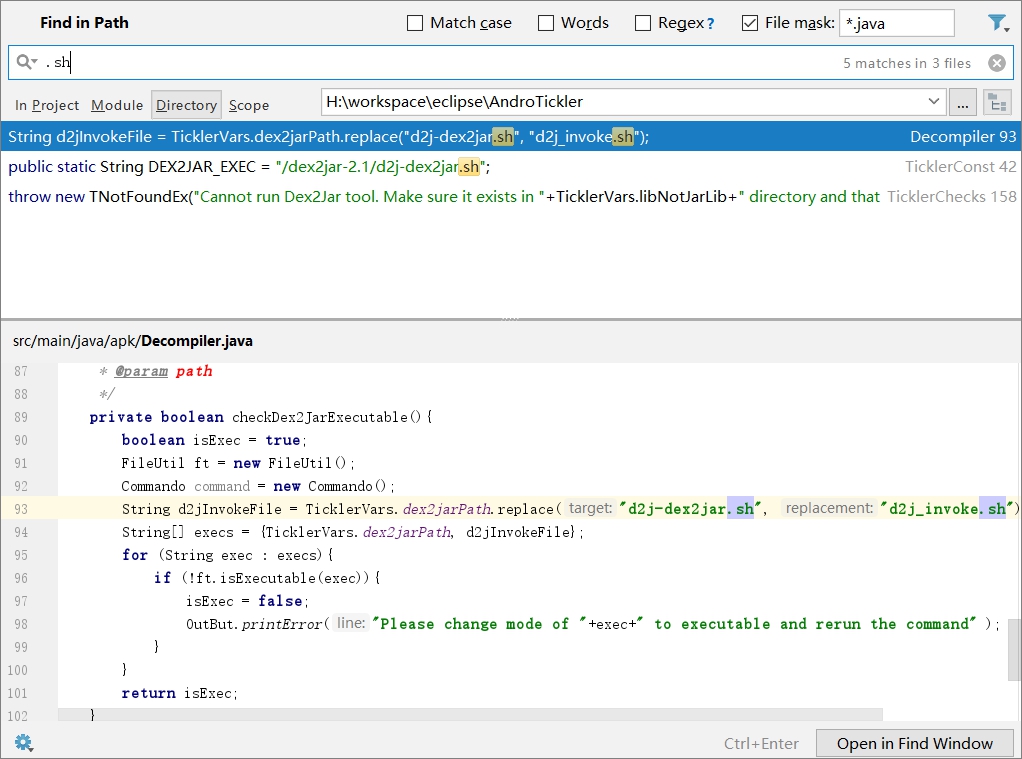 Find in Path Match case Words Regex ? File mask: *.java
.sh 5 matches in 3 files
In Project Module Directory Scope H:\workspace\eclipse\AndroTickler ...
String d2jInvokeFile = TicklerVars.dex2jarPath.replace("d2j-dex2jar.sh", "d2j_invoke.sh"); Decompiler 93
public static String DEX2JAR_EXEC = "/dex2jar-2.1/d2j-dex2jar.sh"; TicklerConst 42
throw new TNotFoundEx("Cannot run Dex2Jar tool. Make sure it exists in "+TicklerVars.libNotJarLib+" directory and that TicklerChecks 158
src/main/java/apk/Decompiler.java
87 * @param path
88 */
89 private boolean checkDex2JarExecutable(){
90 boolean isExec = true;
91 FileUtil ft = new FileUtil();
92 Commando command = new Commando();
93 String d2jInvokeFile = TicklerVars.dex2jarPath.replace( target: "d2j-dex2jar.sh", replacement: "d2j_invoke.sh")
94 String[] execs = {TicklerVars.dex2jarPath, d2jInvokeFile};
95 for (String exec : execs){
96 if (!ft.isExecutable(exec)){
97 isExec = false;
98 OutBut.printError( line: "Please change mode of "+exec+" to executable and rerun the command" );
99 }
100 }
101 return isExec;
102 }
Ctrl+Enter Open in Find Window